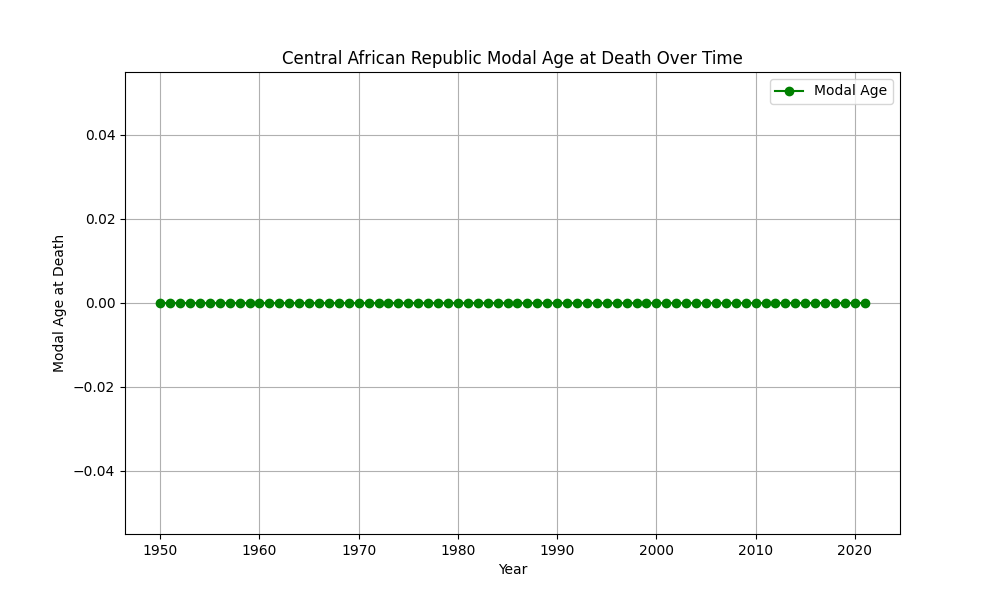 Central African Republic Modal Age at Death Over Time
Modal Age
0.04
0.02
0.00
−0.02
−0.04
Modal Age at Death
1950 1960 1970 1980 1990 2000 2010 2020
Year